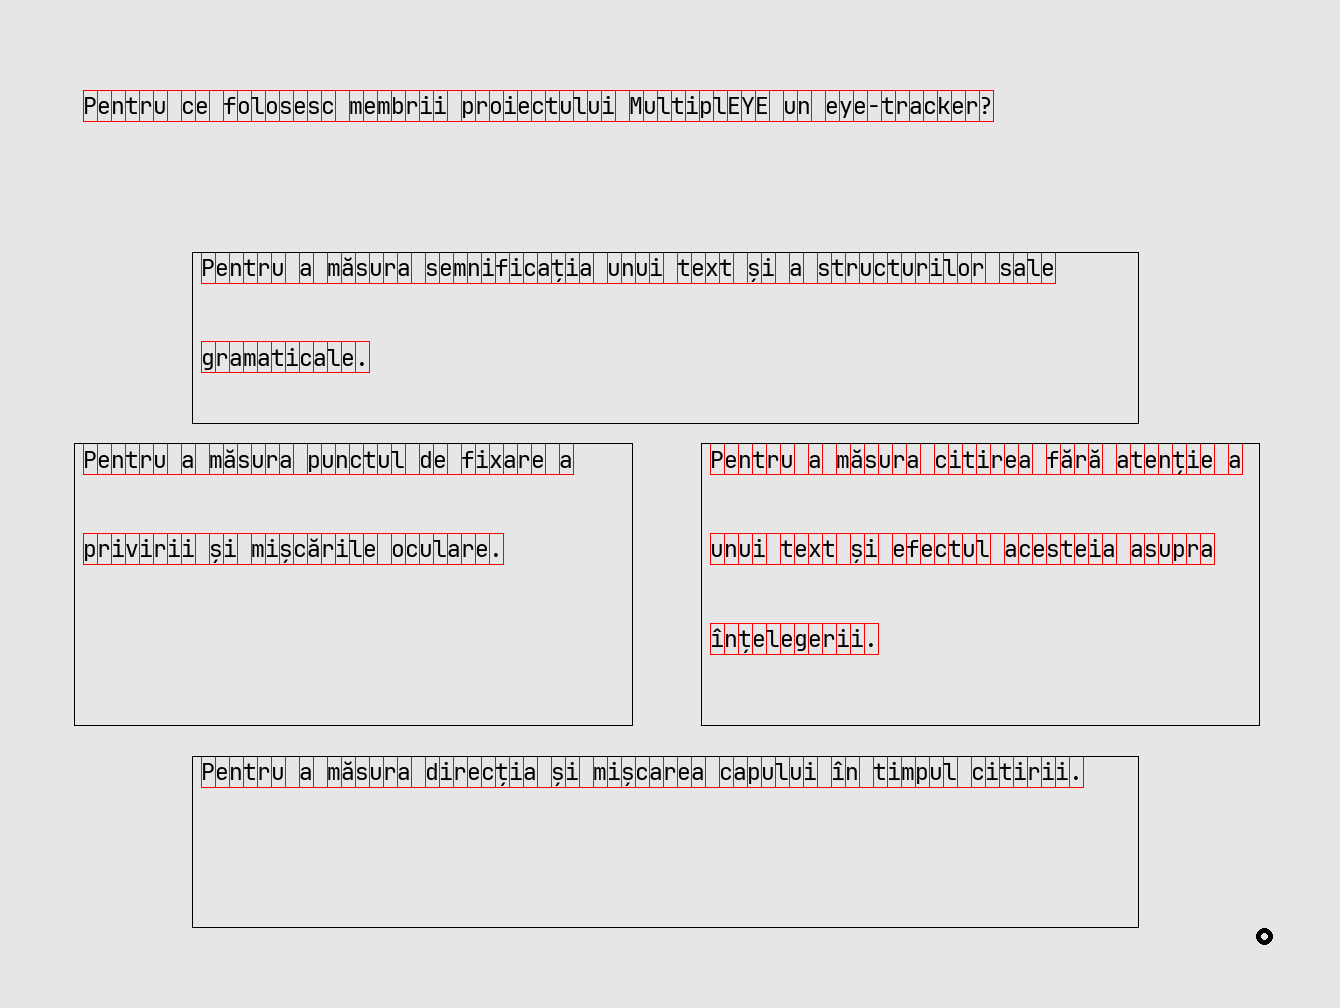 Pentru ce folosesc membrii proiectului MultiplEYE un eye-tracker?
Pentru a măsura semnificația unui text și a structurilor sale
gramaticale.
Pentru a măsura punctul de fixare a
privirii și mișcările oculare.
Pentru a măsura citirea fără atenție a
unui text și efectul acesteia asupra
înțelegerii.
Pentru a măsura direcția și mișcarea capului în timpul citirii.